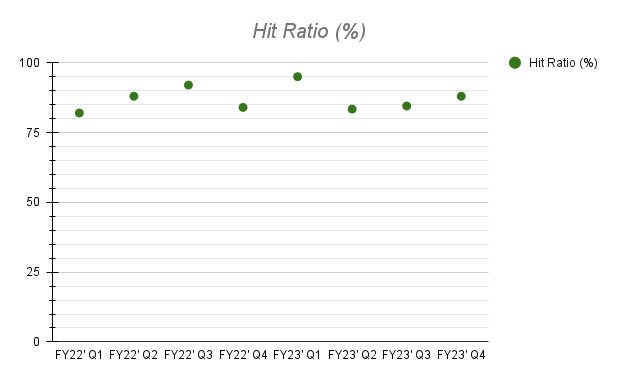 Hit Ratio (%)
100
75
50
25
0
Hit Ratio (%)
FY22' Q1 FY22' Q2 FY22' Q3 FY22' Q4 FY23' Q1 FY23' Q2 FY23' Q3 FY23' Q4